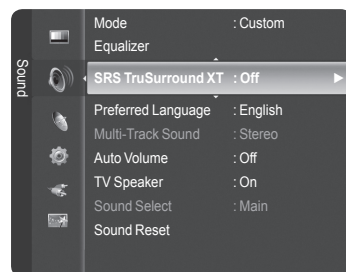 Sound
Mode : Custom
Equalizer
SRS TruSurround XT : Off
Preferred Language : English
Multi-Track Sound : Stereo
Auto Volume : Off
TV Speaker : On
Sound Select : Main
Sound Reset